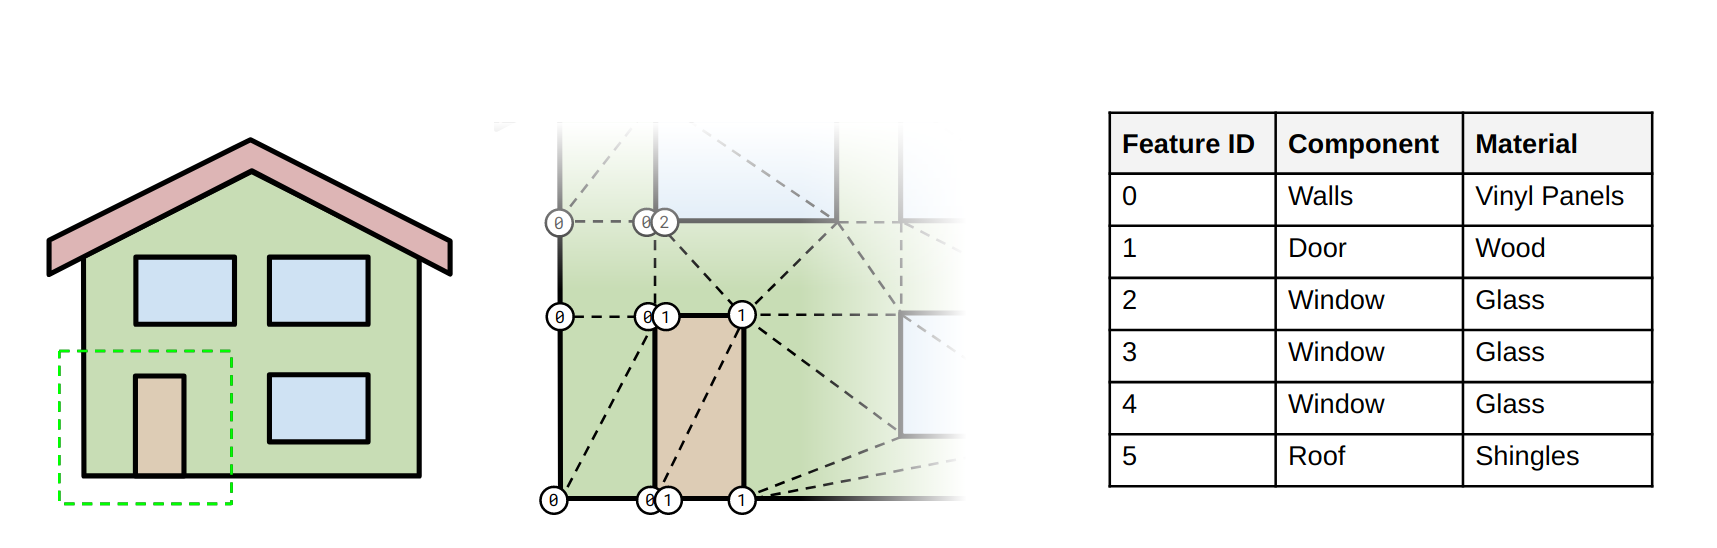 0 0 2
0 0 1 1
0 0 1 1
Feature ID Component Material
0 Walls Vinyl Panels
1 Door Wood
2 Window Glass
3 Window Glass
4 Window Glass
5 Roof Shingles